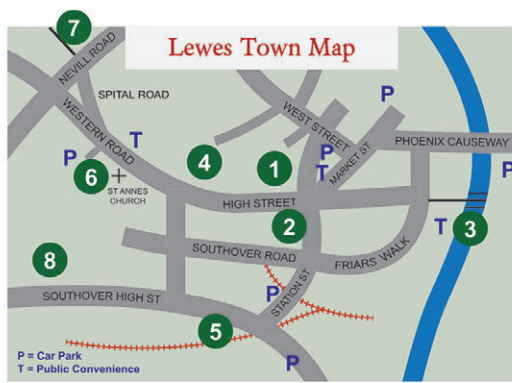 Lewes Town Map
7
NEVILL ROAD
SPITAL ROAD
WEST STREET
P
PHOENIX CAUSEWAY
WESTERN ROAD
T
P
T
MARKET ST
P
P
4
1
6
ST ANNES
CHURCH
HIGH STREET
2
T
3
SOUTHOVER ROAD
FRIARS WALK
8
SOUTHOVER HIGH ST
P
STATION ST
5
P
P = Car Park
T = Public Convenience